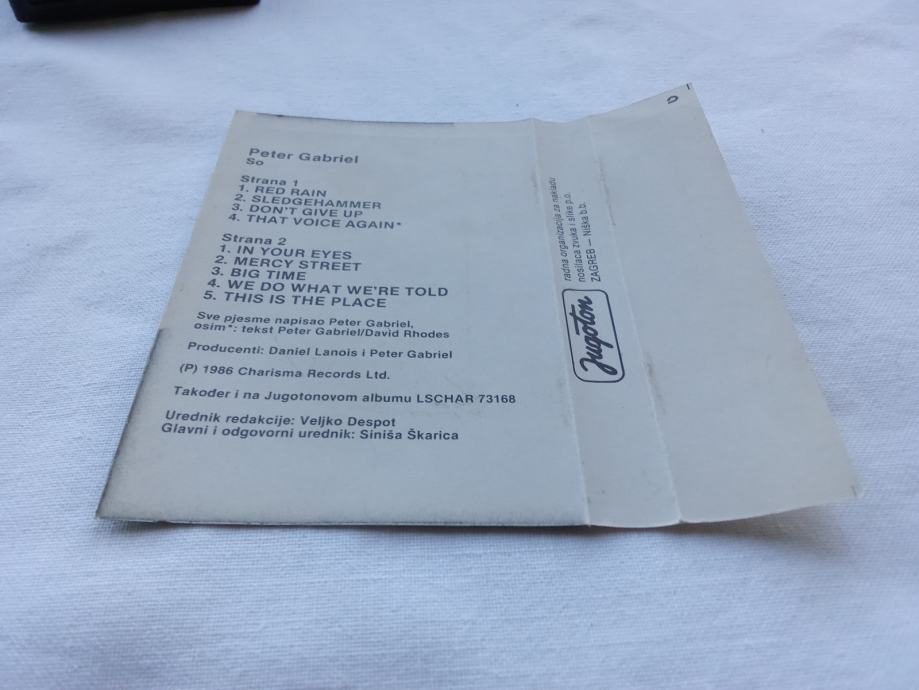 Peter Gabriel
So
Strana 1
1. RED RAIN
2. SLEDGEHAMMER
3. DON'T GIVE UP
4. THAT VOICE AGAIN*
Strana 2
1. IN YOUR EYES
2. MERCY STREET
3. BIG TIME
4. WE DO WHAT WE'RE TOLD
5. THIS IS THE PLACE
Sve pjesme napisao Peter Gabriel,
osim*: tekst Peter Gabriel/David Rhodes
Producenti: Daniel Lanois i Peter Gabriel
(P) 1986 Charisma Records Ltd.
Također i na Jugotonovom albumu LSCHAR 73168
Urednik redakcije: Veljko Despot
Glavni i odgovorni urednik: Siniša Škarica
Jugoton
radna organizacija za nakladu
nosilaca zvuka i slike p.o.
ZAGREB — Niška b.b.